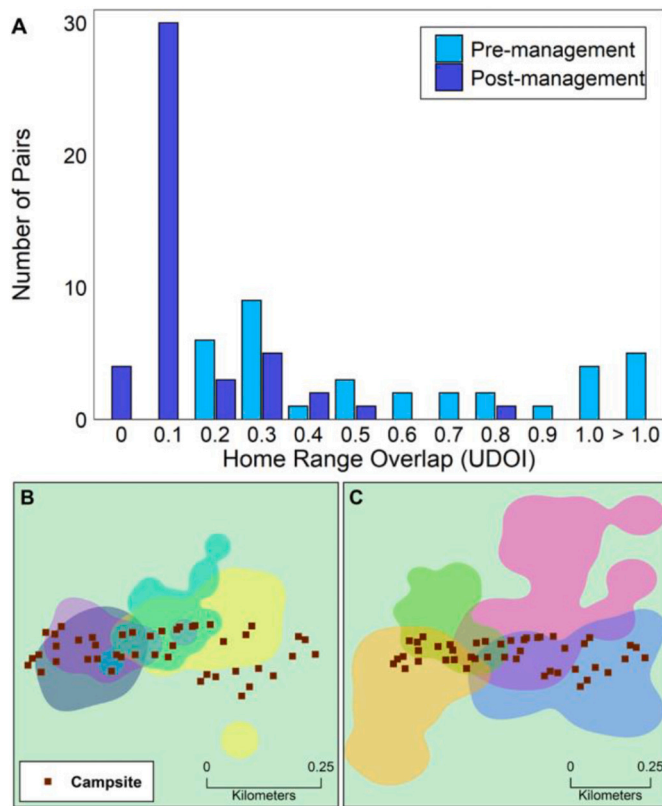 A
30
20
10
0
Number of Pairs
Pre-management
Post-management
0 0.1 0.2 0.3 0.4 0.5 0.6 0.7 0.8 0.9 1.0 > 1.0
Home Range Overlap (UDOI)
B
Campsite
0 0.25
Kilometers
C
0 0.25
Kilometers